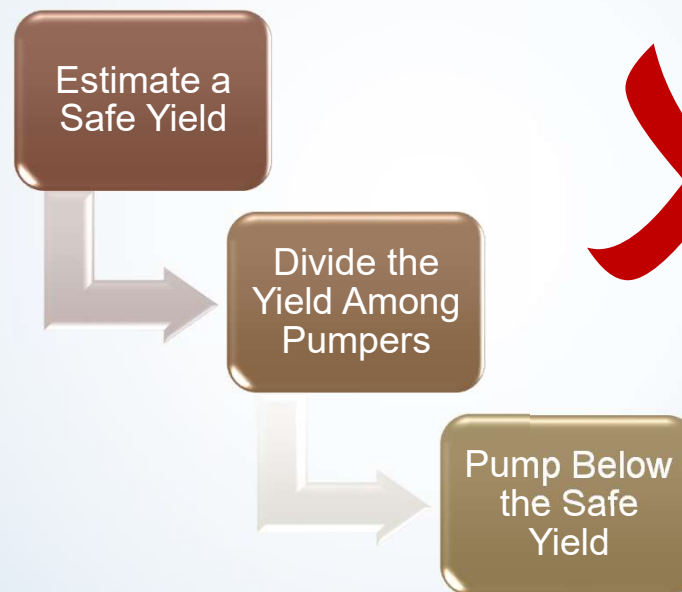 Estimate a
Safe Yield
Divide the
Yield Among
Pumpers
Pump Below
the Safe
Yield